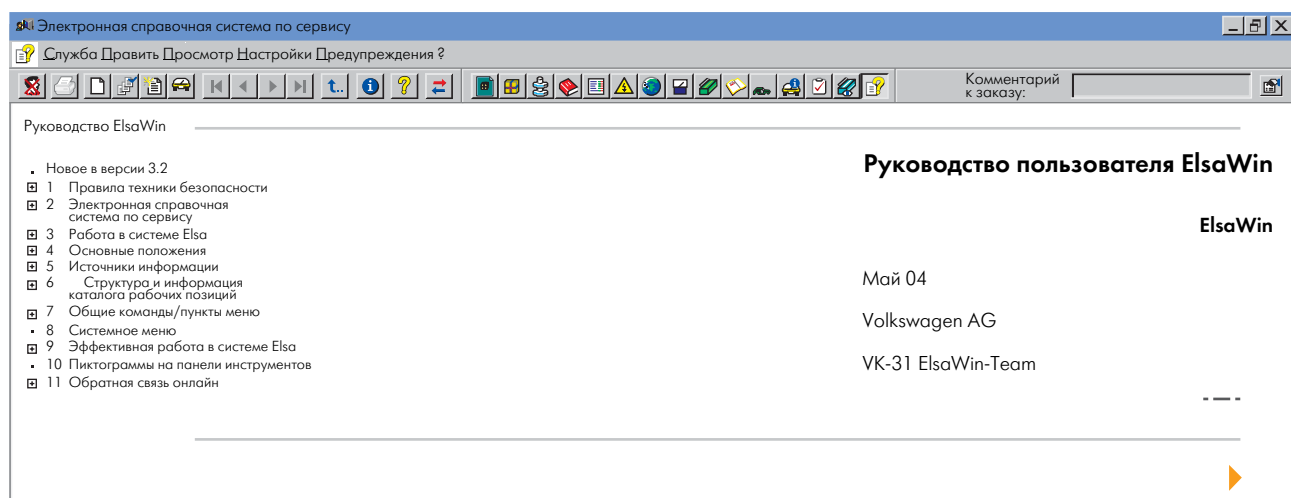 Электронная справочная система по сервису
Служба Править Просмотр Настройки Предупреждения ?
Комментарий
к заказу:
Руководство ElsaWin
Новое в версии 3.2
1 Правила техники безопасности
2 Электронная справочная
система по сервису
3 Работа в системе Elsa
4 Основные положения
5 Источники информации
6 Структура и информация
каталога рабочих позиций
7 Общие команды/пункты меню
8 Системное меню
9 Эффективная работа в системе Elsa
10 Пиктограммы на панели инструментов
11 Обратная связь онлайн
Руководство пользователя ElsaWin
ElsaWin
Май 04
Volkswagen AG
VK-31 ElsaWin-Team